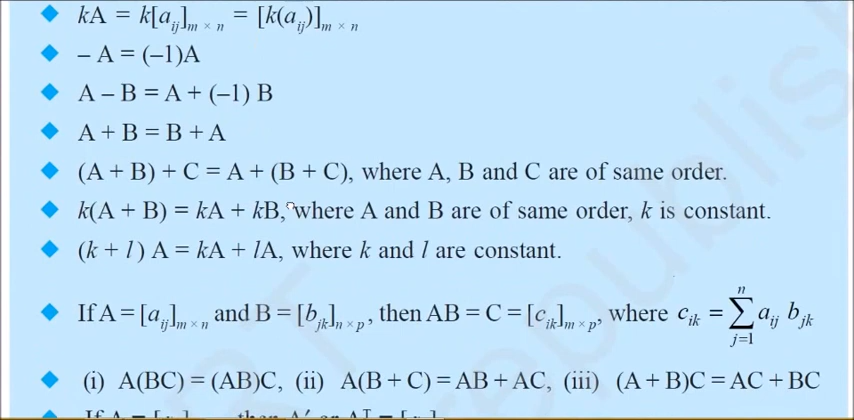 kA = k[a_ij]_m × n = [k(a_ij)]_m × n
– A = (–1)A
A – B = A + (–1) B
A + B = B + A
(A + B) + C = A + (B + C), where A, B and C are of same order.
k(A + B) = kA + kB, where A and B are of same order, k is constant.
(k + l ) A = kA + lA, where k and l are constant.
If A = [a_ij]_m × n and B = [b_jk]_n × p, then AB = C = [c_ik]_m × p, where c_ik = ∑_{j=1}^{n} a_ij b_jk
(i) A(BC) = (AB)C, (ii) A(B + C) = AB + AC, (iii) (A + B)C = AC + BC